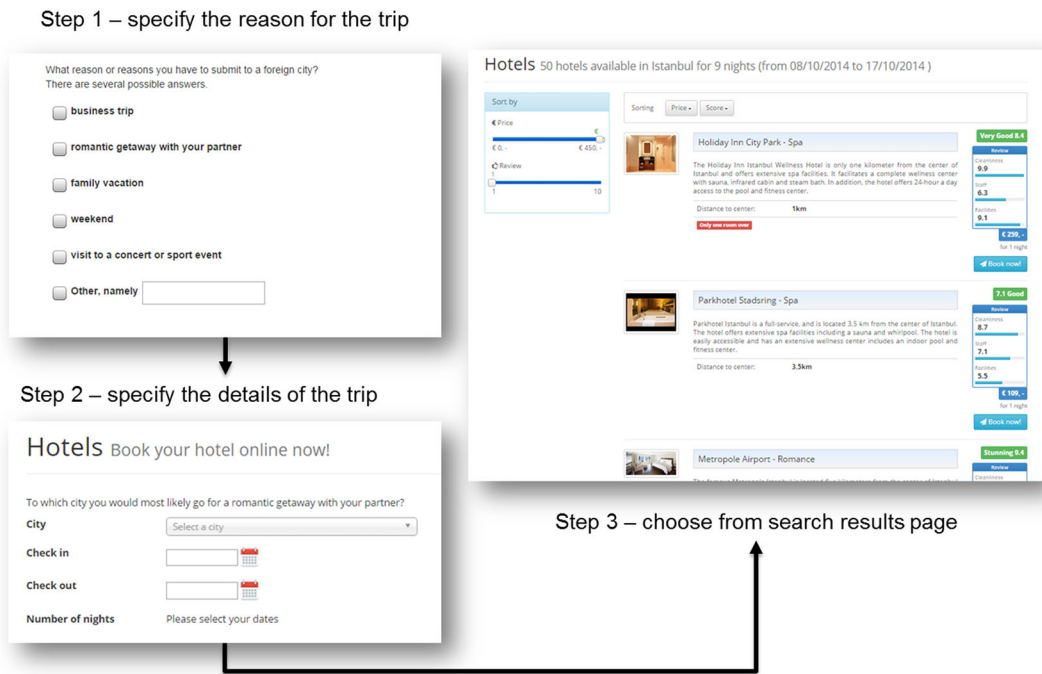 Step 1 – specify the reason for the trip
What reason or reasons you have to submit to a foreign city?
There are several possible answers.
business trip
romantic getaway with your partner
family vacation
weekend
visit to a concert or sport event
Other, namely
Step 2 – specify the details of the trip
Hotels Book your hotel online now!
To which city you would most likely go for a romantic getaway with your partner?
City Select a city
Check in
Check out
Number of nights Please select your dates
Hotels 50 hotels available in Istanbul for 9 nights (from 08/10/2014 to 17/10/2014 )
Sort by
€ Price
€
€ 0, - € 450, -
Review
1
1 10
Sorting Price Score
Holiday Inn City Park - Spa
The Holiday Inn Istanbul Wellness Hotel is only one kilometer from the center of
Istanbul and offers extensive spa facilities. It facilitates a complete wellness center
with sauna, infrared cabin and steam bath. In addition, the hotel offers 24-hour a day
access to the pool and fitness center.
Distance to center: 1km
Only one room over
Very Good 8.4
Review
Cleanliness
9.9
Staff
6.3
Facilities
9.1
€ 259, -
for 1 night
Book now!
Parkhotel Stadsring - Spa
Parkhotel Istanbul is a full-service, and is located 3.5 km from the center of Istanbul.
The hotel offers extensive spa facilities including a sauna and whirlpool. The hotel is
easily accessible and has an extensive wellness center includes an indoor pool and
fitness center.
Distance to center: 3.5km
7.1 Good
Review
Cleanliness
8.7
Staff
7.1
Facilities
5.5
€ 109, -
for 1 night
Book now!
Metropole Airport - Romance
Stunning 9.4
Review
Cleanliness
Step 3 – choose from search results page